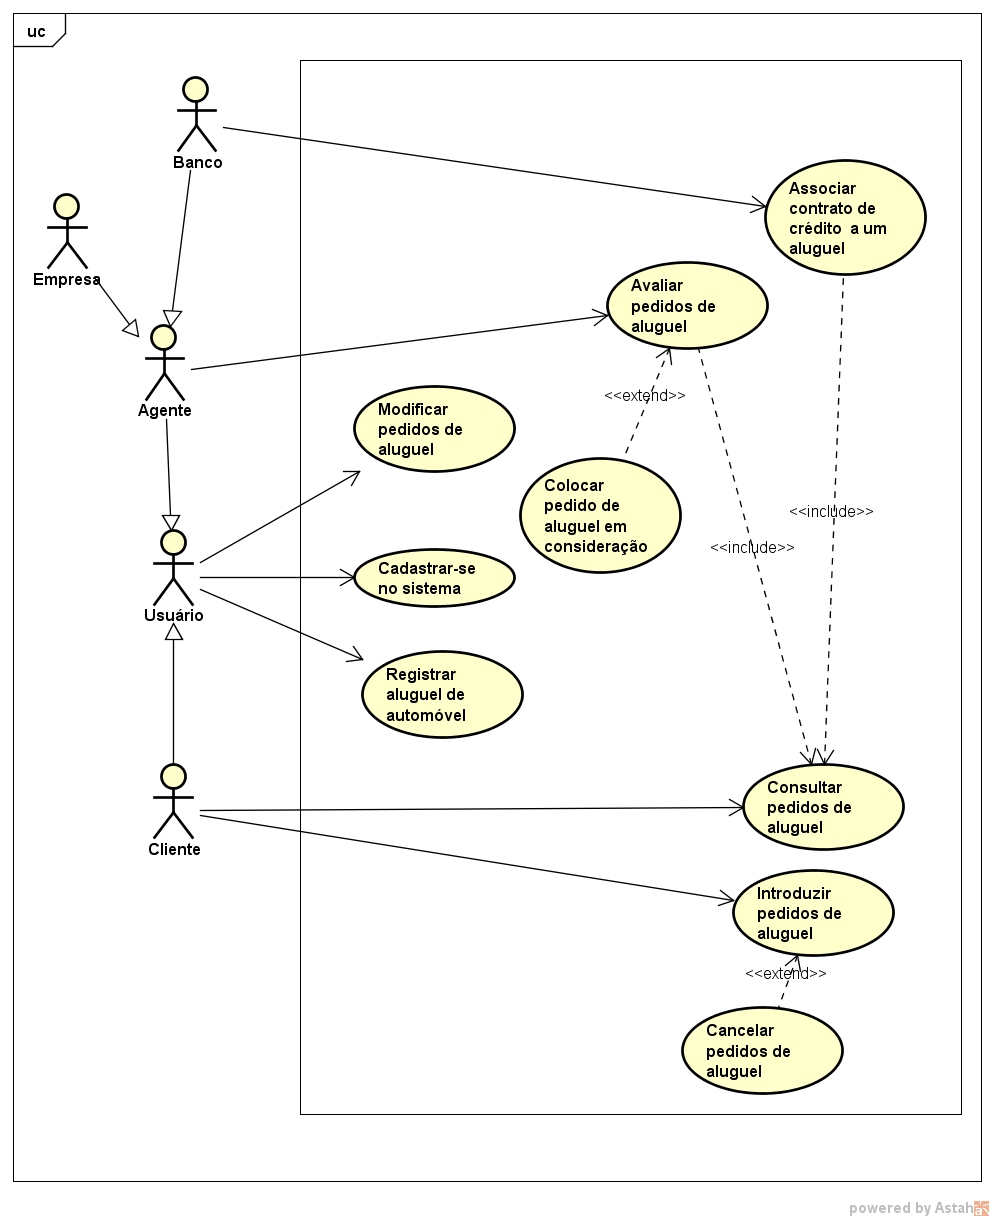 uc
Banco
Empresa
Agente
Usuário
Cliente
Associar
contrato de
crédito a um
aluguel
Avaliar
pedidos de
aluguel
<<extend>>
Modificar
pedidos de
aluguel
Colocar
pedido de
aluguel em
consideração
<<include>>
<<include>>
Cadastrar-se
no sistema
Registrar
aluguel de
automóvel
Consultar
pedidos de
aluguel
Introduzir
pedidos de
aluguel
<<extend>>
Cancelar
pedidos de
aluguel
powered by Astah